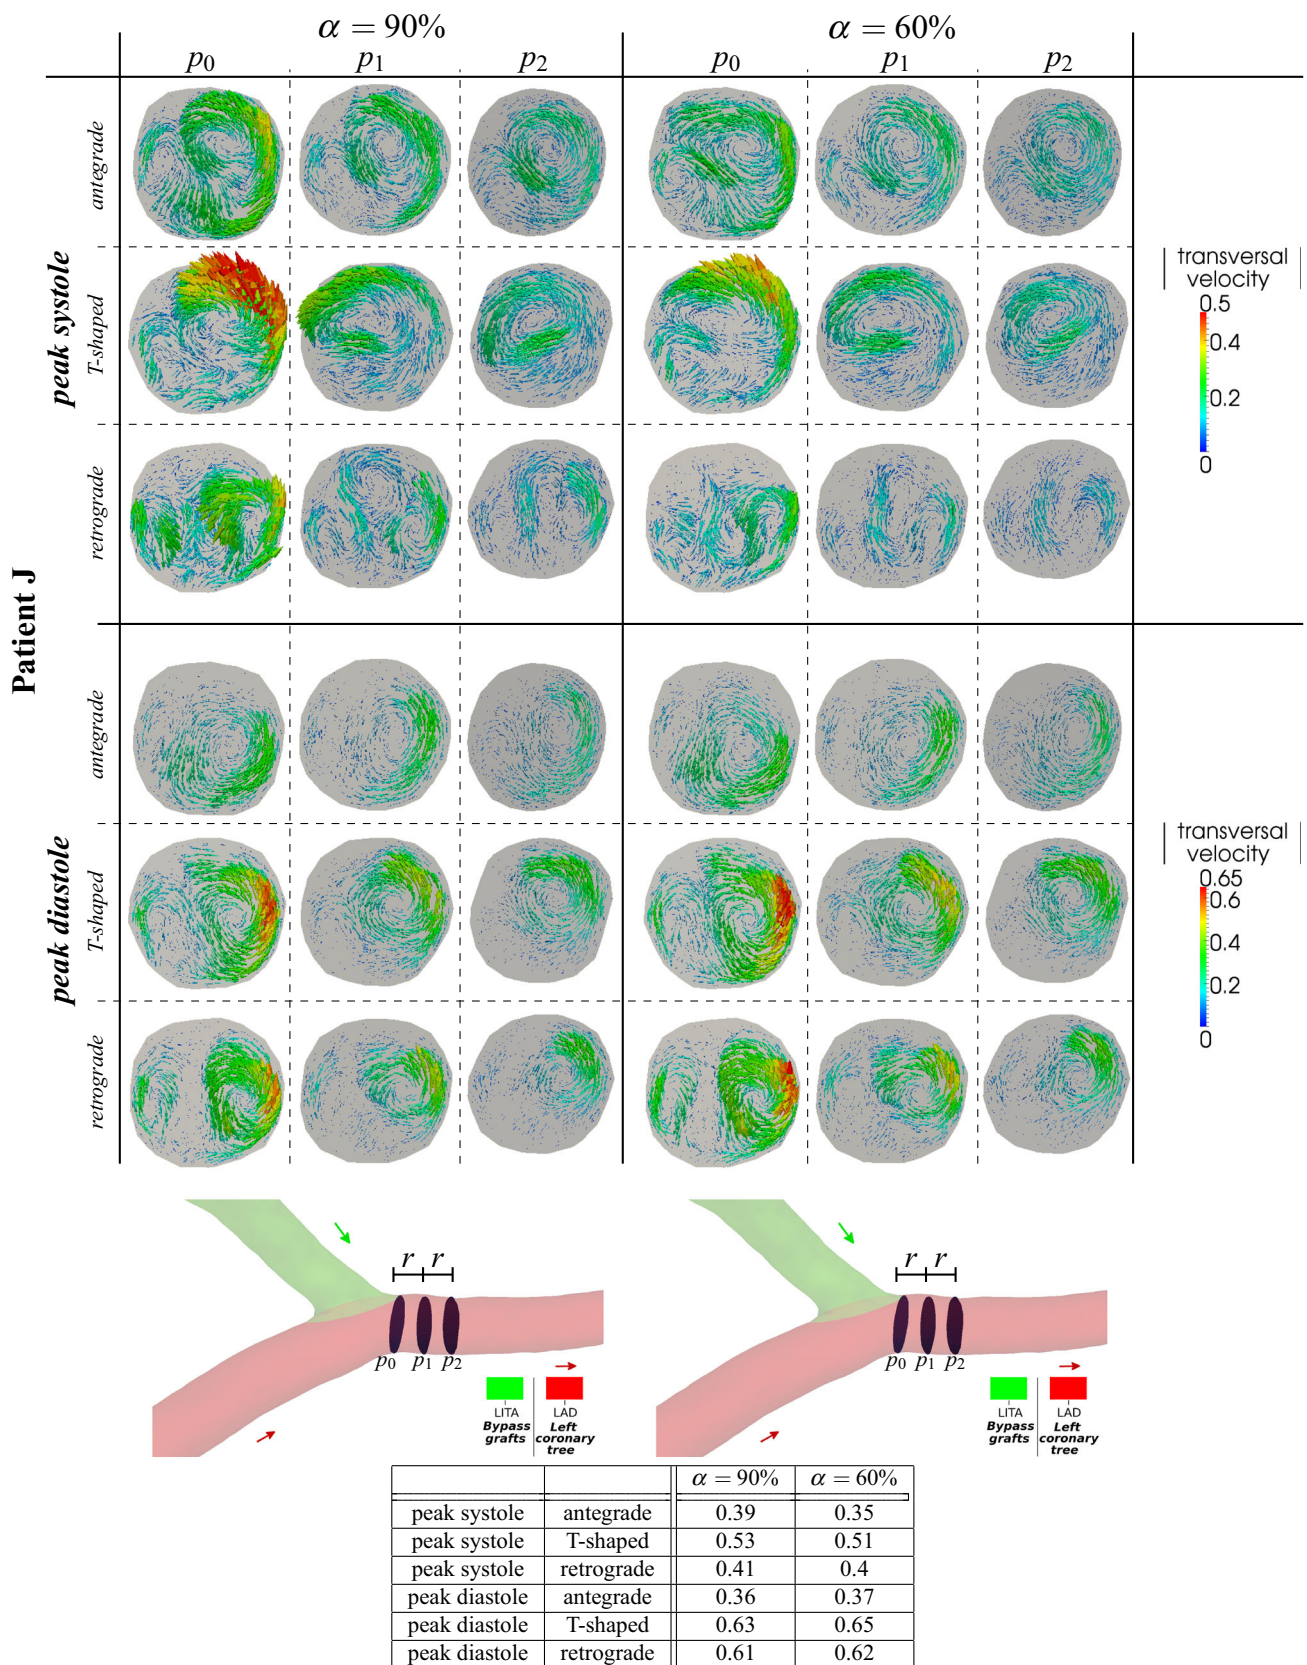 α = 90% α = 60%
p0 p1 p2 p0 p1 p2
Patient J
peak systole
antegrade
T-shaped
retrograde
| transversal |
velocity
0.5
0.4
0.2
0
peak diastole
antegrade
T-shaped
retrograde
| transversal |
velocity
0.65
0.6
0.4
0.2
0
r r
p0 p1 p2
LITA LAD
Bypass Left
grafts coronary
tree
r r
p0 p1 p2
LITA LAD
Bypass Left
grafts coronary
tree
α = 90% α = 60%
peak systole antegrade 0.39 0.35
peak systole T-shaped 0.53 0.51
peak systole retrograde 0.41 0.4
peak diastole antegrade 0.36 0.37
peak diastole T-shaped 0.63 0.65
peak diastole retrograde 0.61 0.62